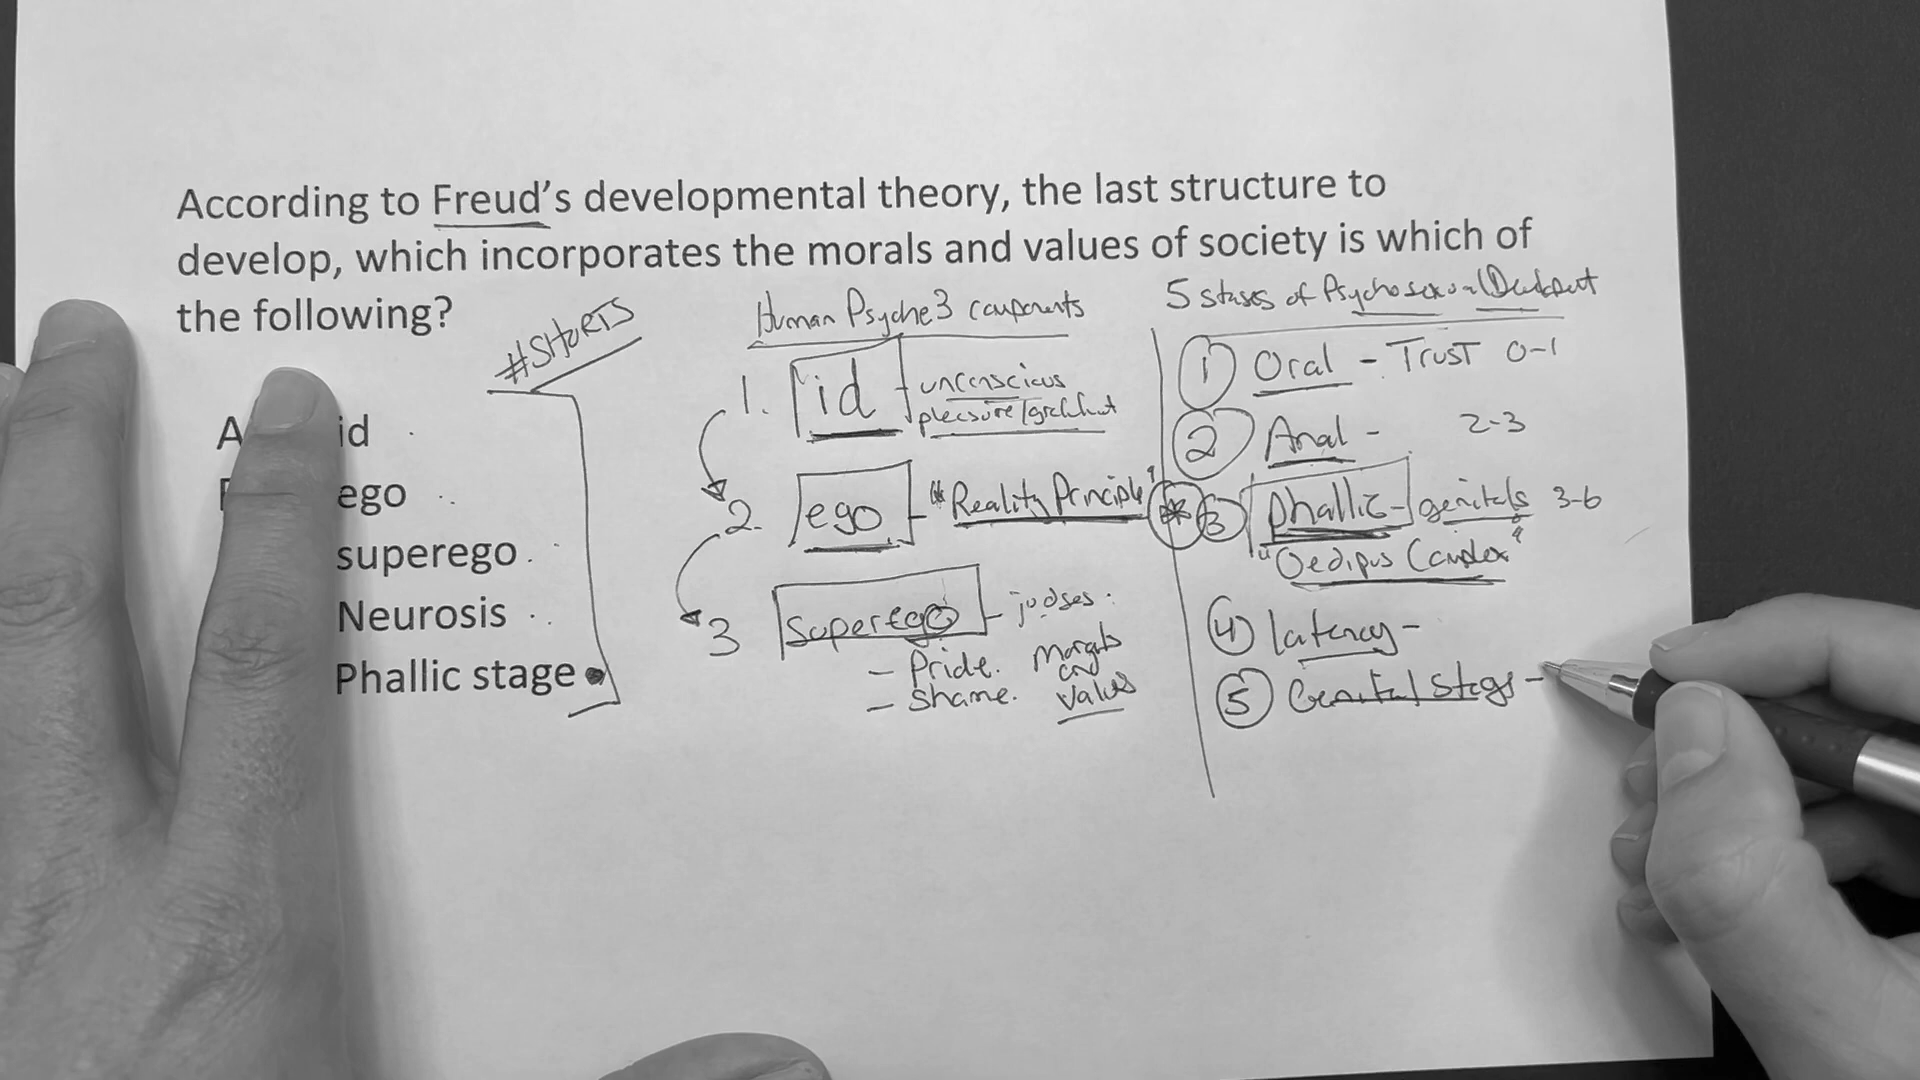 According to Freud's developmental theory, the last structure to
develop, which incorporates the morals and values of society is which of
the following?
A id
ego
superego
Neurosis
Phallic stage
#SHORTS
Human Psyche 3 components
1. id - unconscious
pleasure/
2. ego - "Reality Principle"
3 Superego - judges
- Pride. Morals
and
- Shame. Values
5 stages of Psychosexual
1 Oral - Trust 0-1
2 Anal - 2-3
* 3 Phallic - genitals 3-6
"Oedipus Complex"
4 latency -
5 Genital Stage -